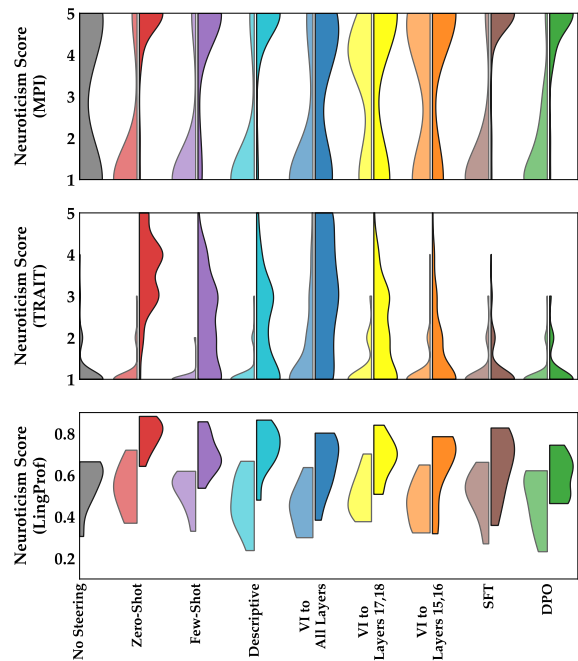 Neuroticism Score
(MPI)
5
4
3
2
1
Neuroticism Score
(TRAIT)
5
4
3
2
1
Neuroticism Score
(LingProf)
0.8
0.6
0.4
0.2
No Steering
Zero-Shot
Few-Shot
Descriptive
VI to
All Layers
VI to
Layers 17,18
VI to
Layers 15,16
SFT
DPO